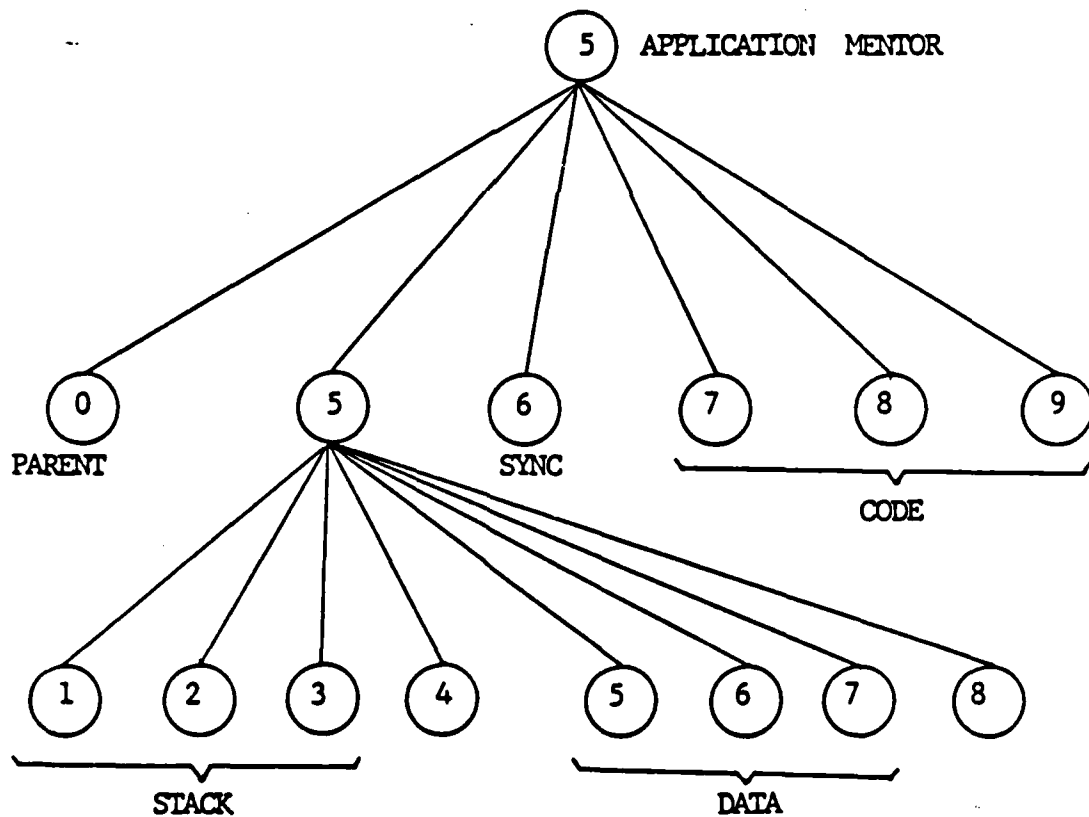 5 APPLICATION MENTOR
0 5 6 7 8 9
PARENT SYNC
CODE
1 2 3 4 5 6 7 8
STACK DATA